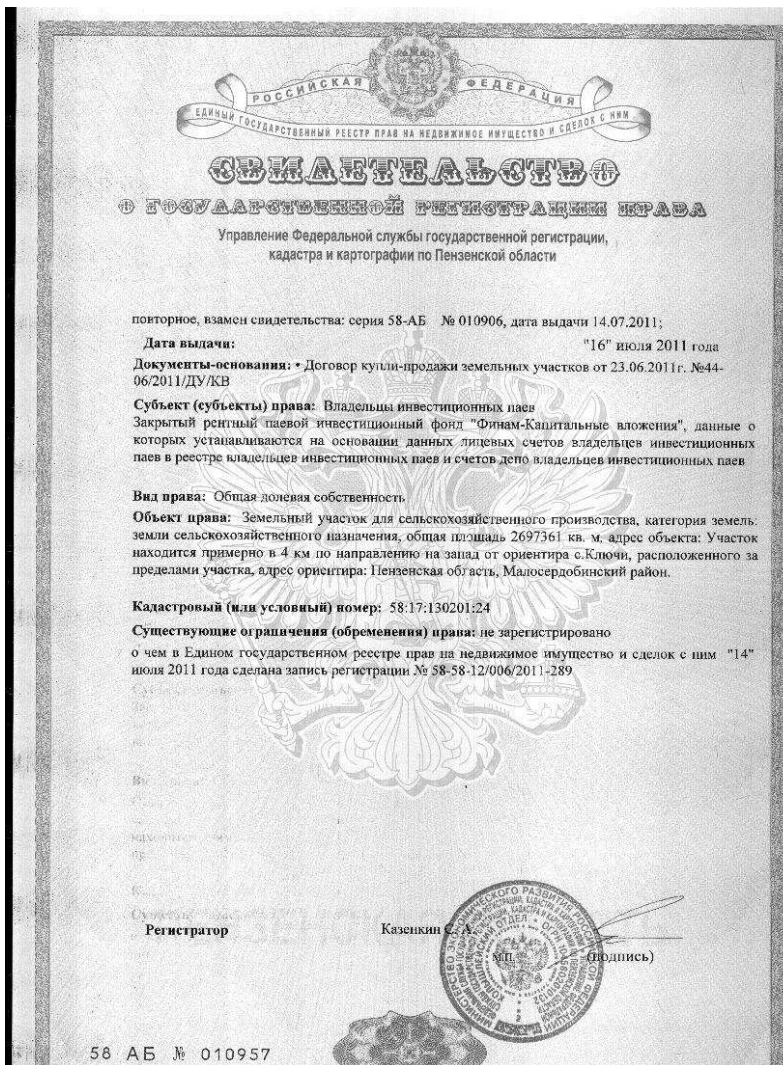 РОССИЙСКАЯ ФЕДЕРАЦИЯ
ЕДИНЫЙ ГОСУДАРСТВЕННЫЙ РЕЕСТР ПРАВ НА НЕДВИЖИМОЕ ИМУЩЕСТВО И СДЕЛОК С НИМ
СВИДЕТЕЛЬСТВО
О ГОСУДАРСТВЕННОЙ РЕГИСТРАЦИИ ПРАВА
Управление Федеральной службы государственной регистрации,
кадастра и картографии по Пензенской области
повторное, взамен свидетельства: серия 58-АБ № 010906, дата выдачи 14.07.2011;
Дата выдачи: "16" июля 2011 года
Документы-основания: • Договор купли-продажи земельных участков от 23.06.2011г. №44-
06/2011/ДУ/КВ
Субъект (субъекты) права: Владельцы инвестиционных паев
Закрытый рентный паевой инвестиционный фонд "Финам-Капитальные вложения", данные о
которых устанавливаются на основании данных лицевых счетов владельцев инвестиционных
паев в реестре владельцев инвестиционных паев и счетов депо владельцев инвестиционных паев
Вид права: Общая долевая собственность
Объект права: Земельный участок для сельскохозяйственного производства, категория земель:
земли сельскохозяйственного назначения, общая площадь 2697361 кв. м, адрес объекта: Участок
находится примерно в 4 км по направлению на запад от ориентира с.Ключи, расположенного за
пределами участка, адрес ориентира: Пензенская область, Малосердобинский район.
Кадастровый (или условный) номер: 58:17:130201:24
Существующие ограничения (обременения) права: не зарегистрировано
о чем в Едином государственном реестре прав на недвижимое имущество и сделок с ним "14"
июля 2011 года сделана запись регистрации № 58-58-12/006/2011-289
Регистратор Казенкин С. А.
М.П. (подпись)
58 АБ № 010957